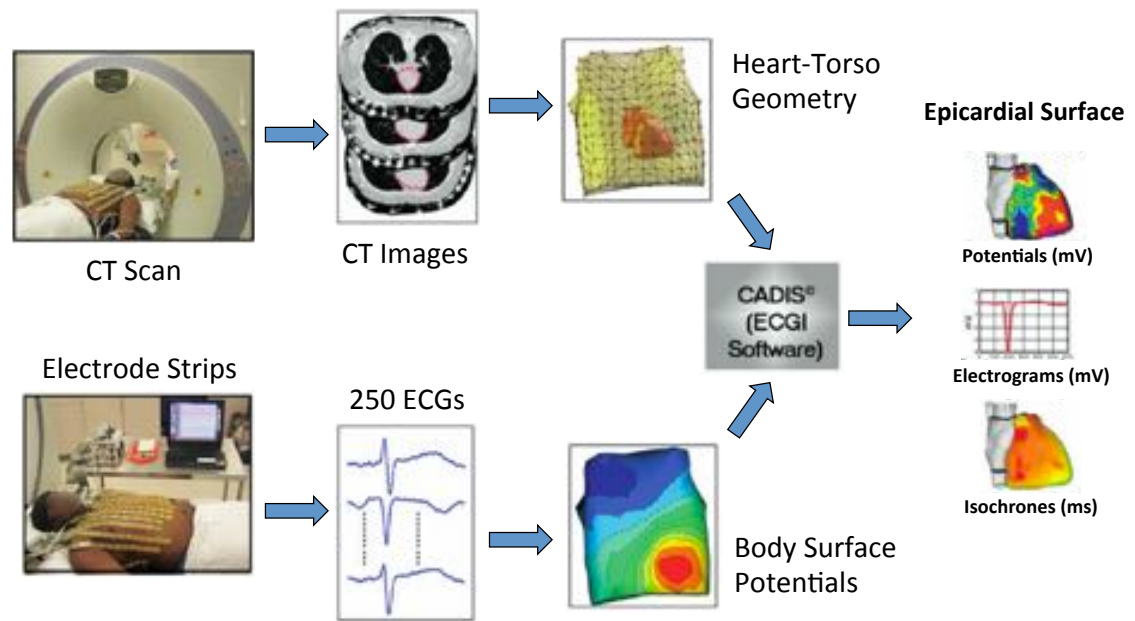 CT Scan
CT Images
Heart-Torso
Geometry
Electrode Strips
250 ECGs
Body Surface
Potentials
CADIS©
(ECGI
Software)
Epicardial Surface
Potentials (mV)
Electrograms (mV)
Isochrones (ms)